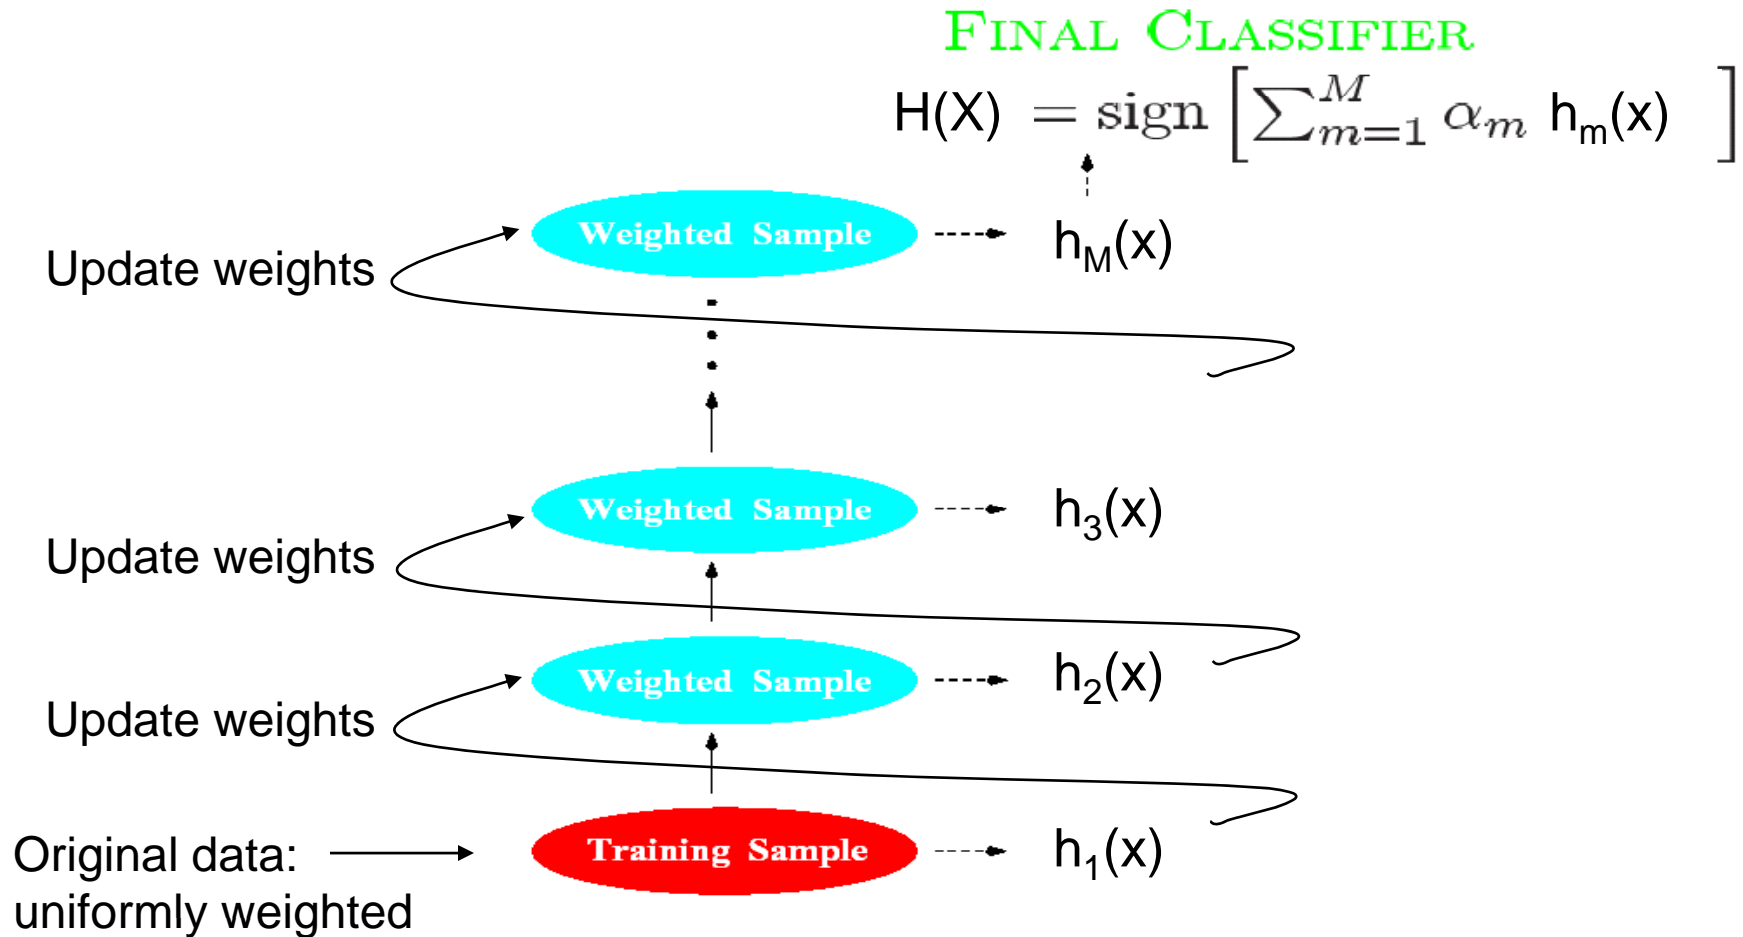 FINAL CLASSIFIER
H(X) = sign [∑_{m=1}^{M} α_m h_m(x) ]
Weighted Sample
h_M(x)
Update weights
Weighted Sample
h_3(x)
Update weights
Weighted Sample
h_2(x)
Update weights
Training Sample
h_1(x)
Original data:
uniformly weighted